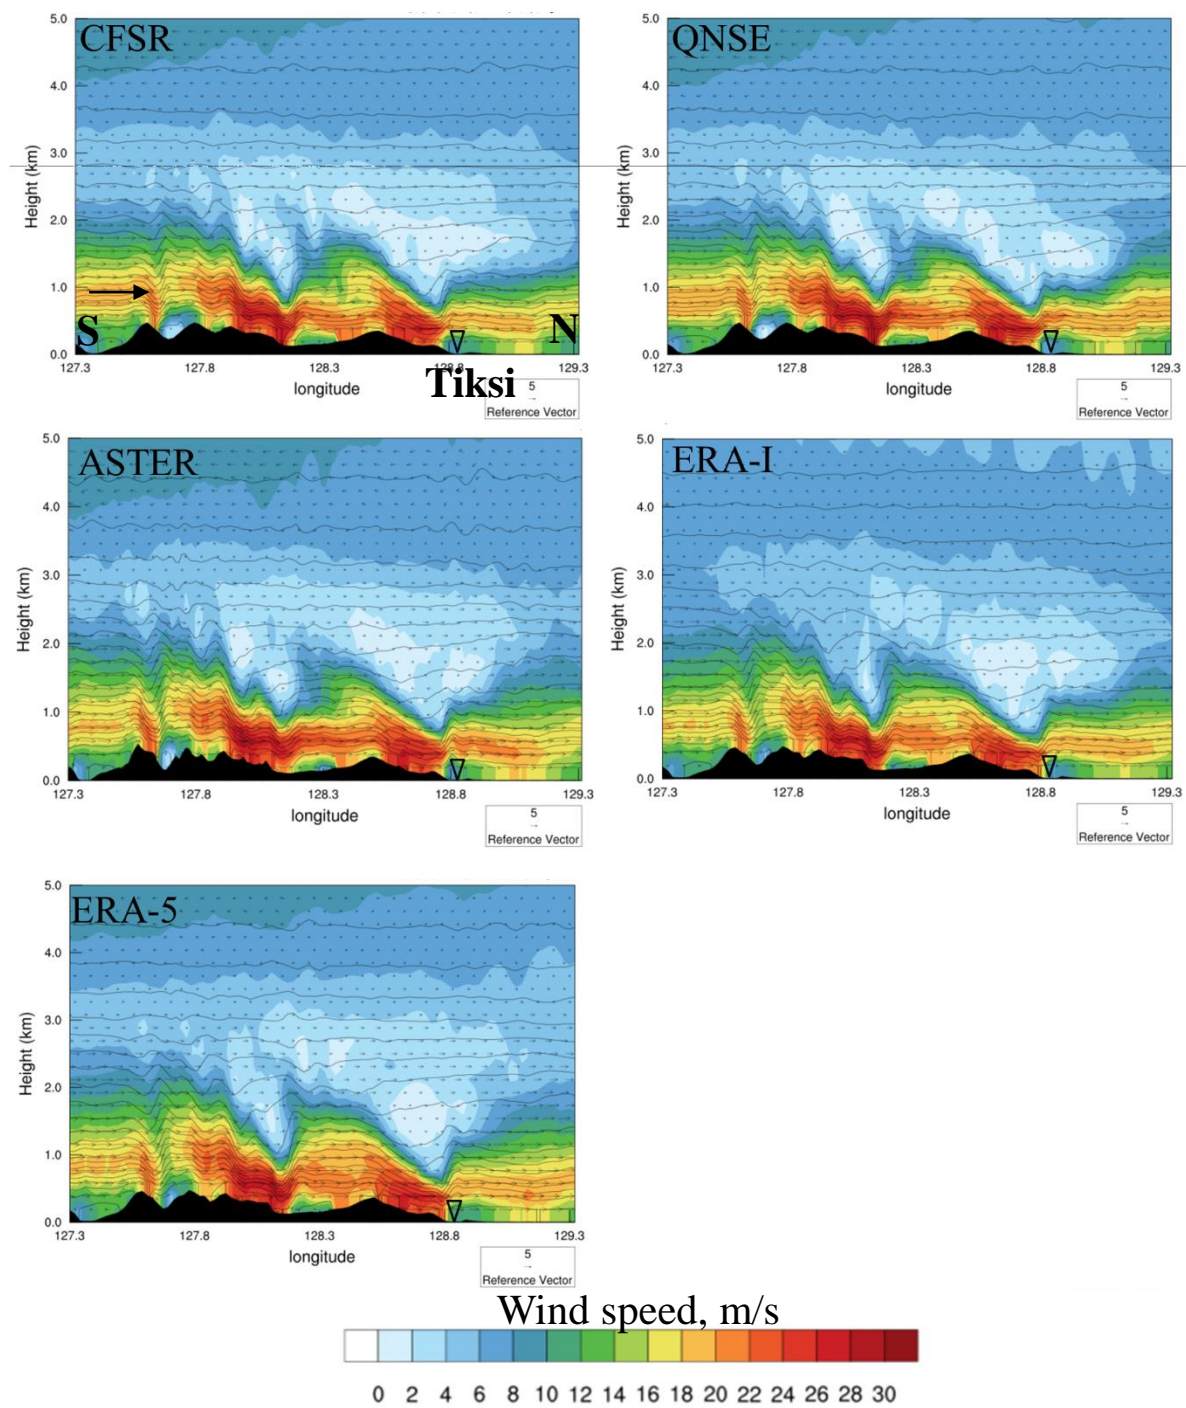 CFSR
5.0
4.0
3.0
2.0
1.0
0.0
Height (km)
S
N
127.3
127.8
128.3
128.8
129.3
longitude
Tiksi
5
Reference Vector
QNSE
5.0
4.0
3.0
2.0
1.0
0.0
Height (km)
127.3
127.8
128.3
128.8
129.3
longitude
5
Reference Vector
ASTER
5.0
4.0
3.0
2.0
1.0
0.0
Height (km)
127.3
127.8
128.3
128.8
129.3
longitude
5
Reference Vector
ERA-I
5.0
4.0
3.0
2.0
1.0
0.0
Height (km)
127.3
127.8
128.3
128.8
129.3
longitude
5
Reference Vector
ERA-5
5.0
4.0
3.0
2.0
1.0
0.0
Height (km)
127.3
127.8
128.3
128.8
129.3
longitude
5
Reference Vector
Wind speed, m/s
0 2 4 6 8 10 12 14 16 18 20 22 24 26 28 30